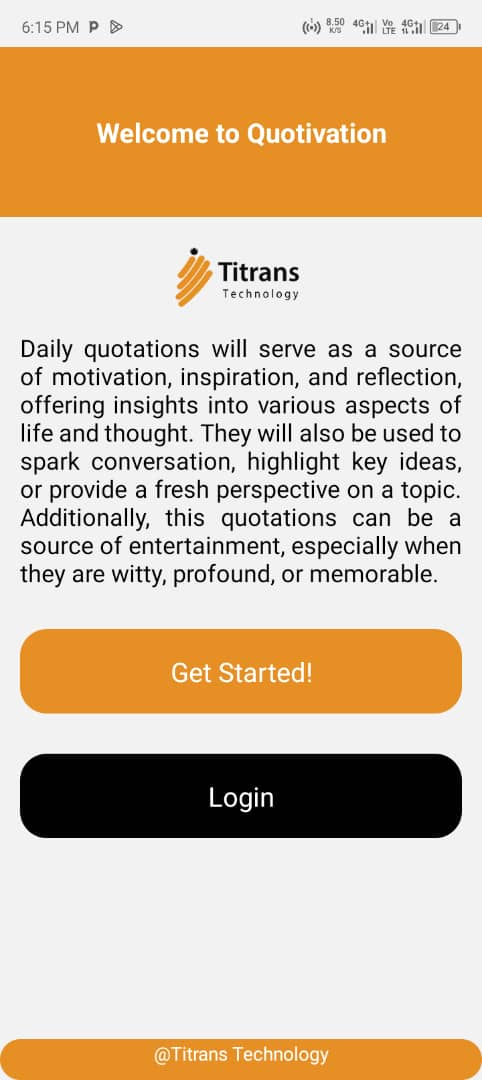 6:15 PM P
8.50 K/S 4G+ Vo LTE 4G+ 24
Welcome to Quotivation
Titrans
Technology
Daily quotations will serve as a source
of motivation, inspiration, and reflection,
offering insights into various aspects of
life and thought. They will also be used to
spark conversation, highlight key ideas,
or provide a fresh perspective on a topic.
Additionally, this quotations can be a
source of entertainment, especially when
they are witty, profound, or memorable.
Get Started!
Login
@Titrans Technology